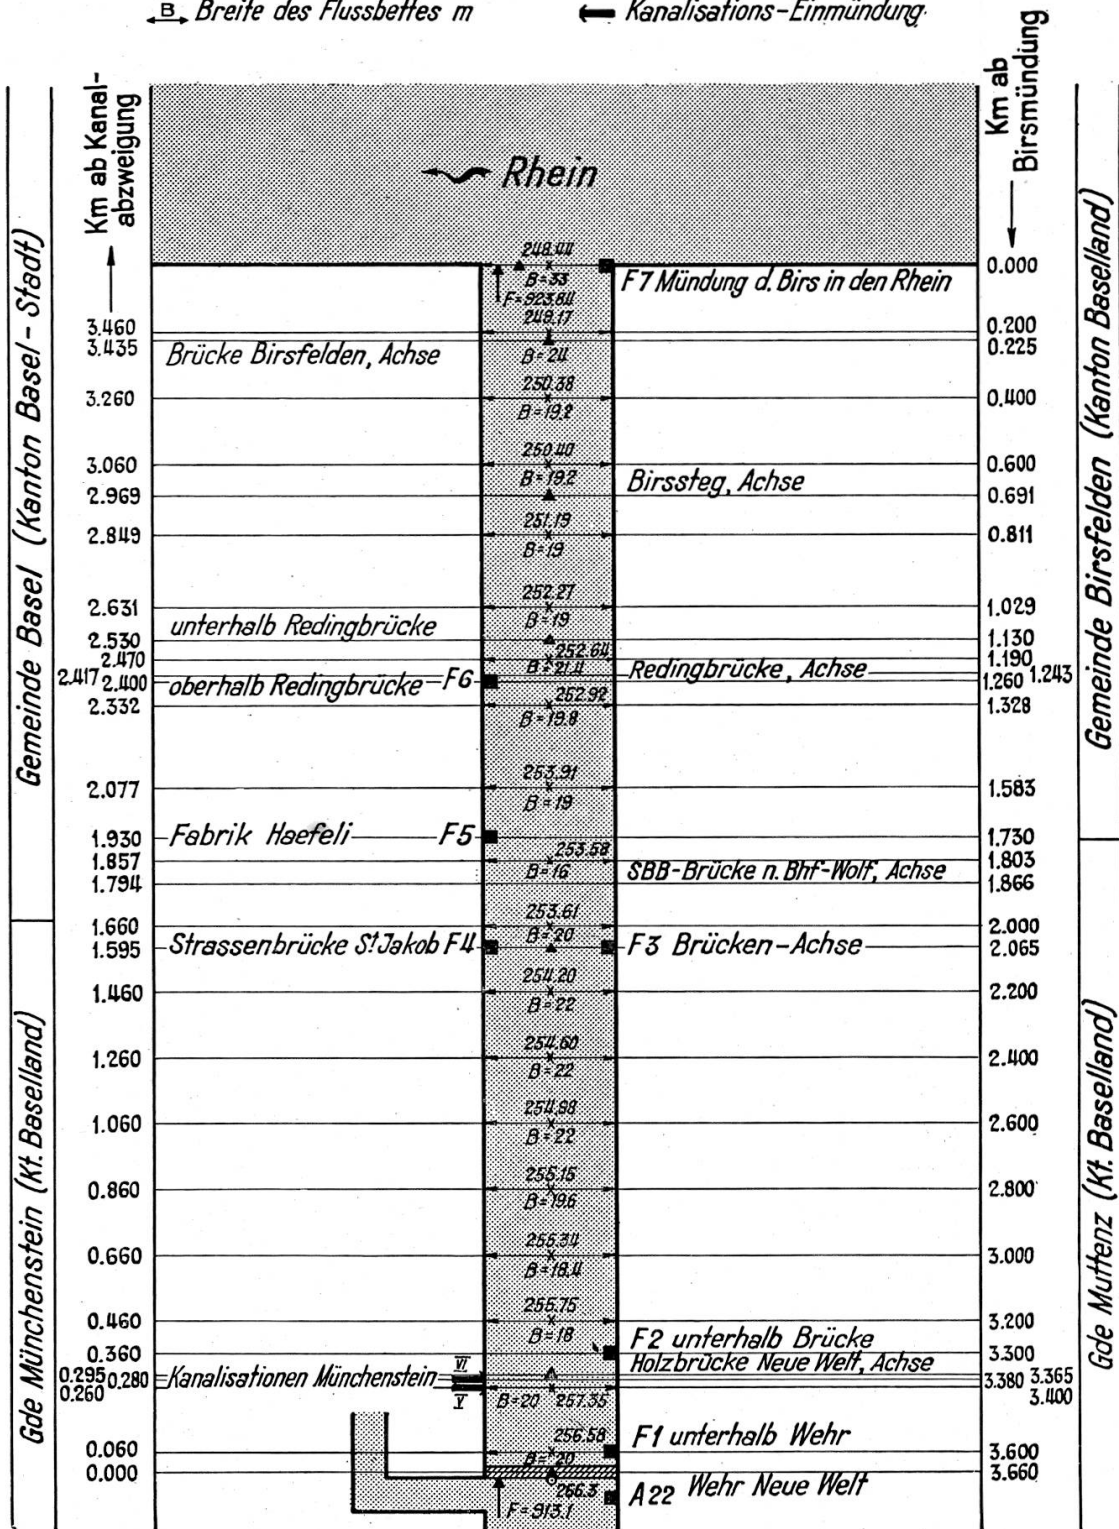 B Breite des Flussbettes m
Kanalisations-Einmündung
Km ab Kanal-
abzweigung
Km ab
Birsmündung
Gemeinde Basel (Kanton Basel-Stadt)
Gde Münchenstein (Kt. Baselland)
Gemeinde Birsfelden (Kanton Baselland)
Gde Muttenz (Kt. Baselland)
Rhein
248.44
B=33
F=923.84
F7 Mündung d. Birs in den Rhein
0.000
3.460
249.17
0.200
3.435
Brücke Birsfelden, Achse
B=24
0.225
3.260
250.38
B=19.2
0.400
3.060
250.40
B=19.2
0.600
2.969
Birssteg, Achse
0.691
2.849
251.19
B=19
0.811
2.631
252.27
B=19
1.029
2.530
unterhalb Redingbrücke
1.130
2.470
252.64
B=21.4
1.190
2.417
Redingbrücke, Achse
1.243
2.400
oberhalb Redingbrücke F6
1.260
2.332
252.92
B=19.8
1.328
2.077
253.91
B=19
1.583
1.930
Fabrik Haefeli F5
1.730
1.857
253.58
B=16
1.803
1.794
SBB-Brücke n. Bhf-Wolf, Achse
1.866
1.660
253.61
B=20
2.000
1.595
Strassenbrücke St. Jakob F4
F3 Brücken-Achse
2.065
1.460
254.20
B=22
2.200
1.260
254.60
B=22
2.400
1.060
254.98
B=22
2.600
0.860
255.15
B=19.6
2.800
0.660
255.34
B=18.4
3.000
0.460
255.75
B=18
3.200
0.360
F2 unterhalb Brücke
3.300
0.295
Holzbrücke Neue Welt, Achse
3.365
0.280
Kanalisationen Münchenstein
VI
3.380
0.260
V
B=20 257.35
3.400
0.060
256.58
B=20
F1 unterhalb Wehr
3.600
0.000
3.660
266.3
A22 Wehr Neue Welt
F=913.1